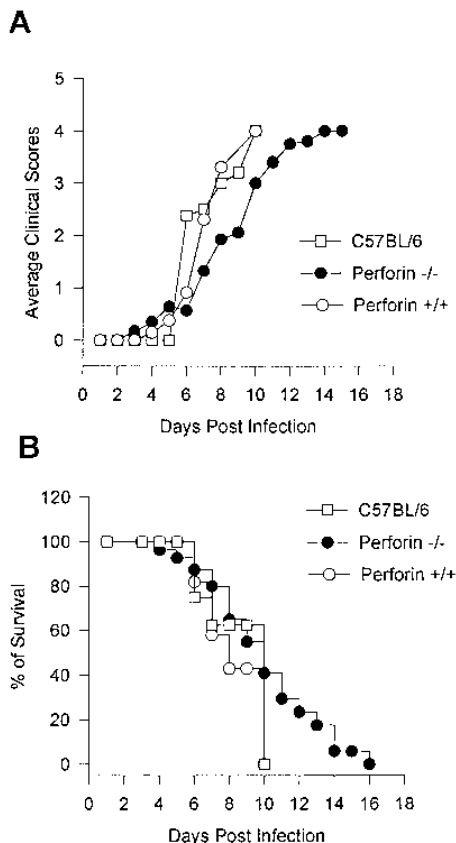 A
5
4
3
2
1
0
Average Clinical Scores
C57BL/6
Perforin -/-
Perforin +/+
0 2 4 6 8 10 12 14 16 18
Days Post Infection
B
120
100
80
60
40
20
0
% of Survival
C57BL/6
Perforin -/-
Perforin +/+
0 2 4 6 8 10 12 14 16 18
Days Post Infection